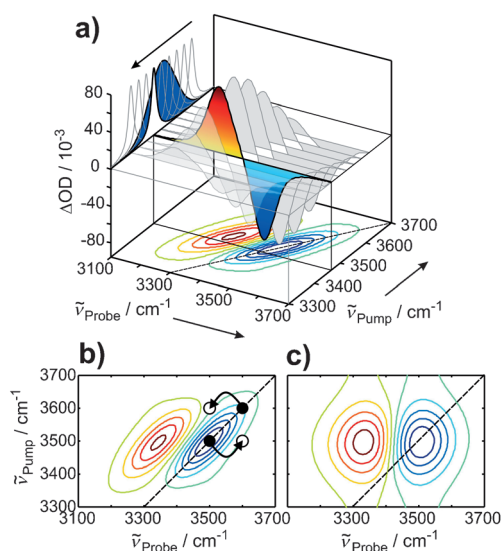 a)
ΔOD / 10⁻³
80
40
0
-40
-80
3100
3300
3500
3700
ν̃Probe / cm⁻¹
3300
3400
3500
3600
3700
ν̃Pump / cm⁻¹
b)
c)
ν̃Pump / cm⁻¹
3700
3600
3500
3400
3300
3100 3300 3500 3700
3300 3500 3700
ν̃Probe / cm⁻¹
ν̃Probe / cm⁻¹